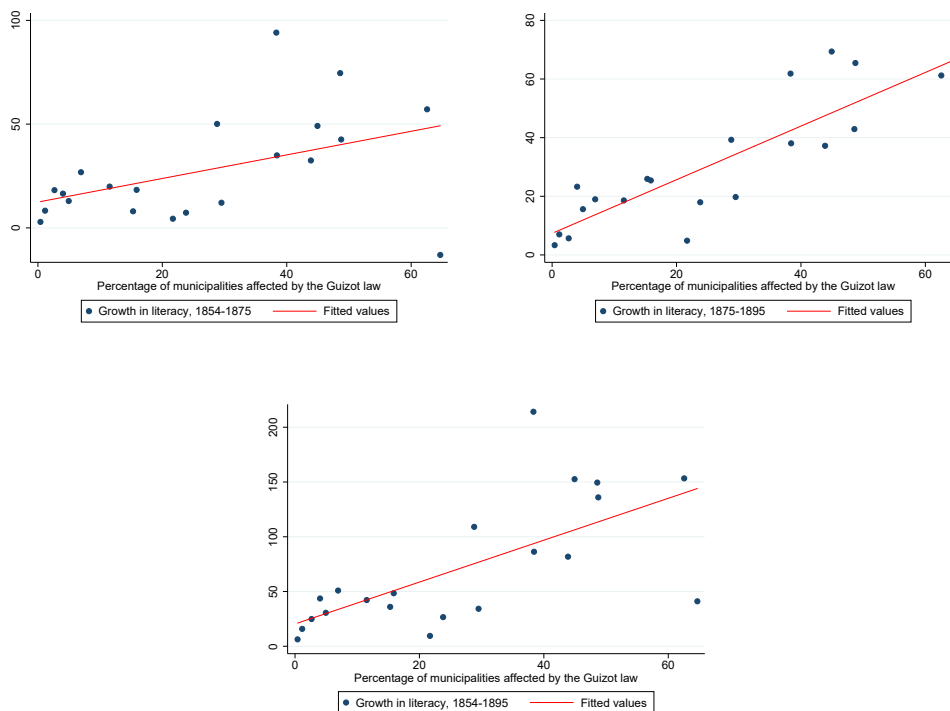 100
50
0
0
20
40
60
Percentage of municipalities affected by the Guizot law
Growth in literacy, 1854-1875
Fitted values
80
60
40
20
0
0
20
40
60
Percentage of municipalities affected by the Guizot law
Growth in literacy, 1875-1895
Fitted values
200
150
100
50
0
0
20
40
60
Percentage of municipalities affected by the Guizot law
Growth in literacy, 1854-1895
Fitted values